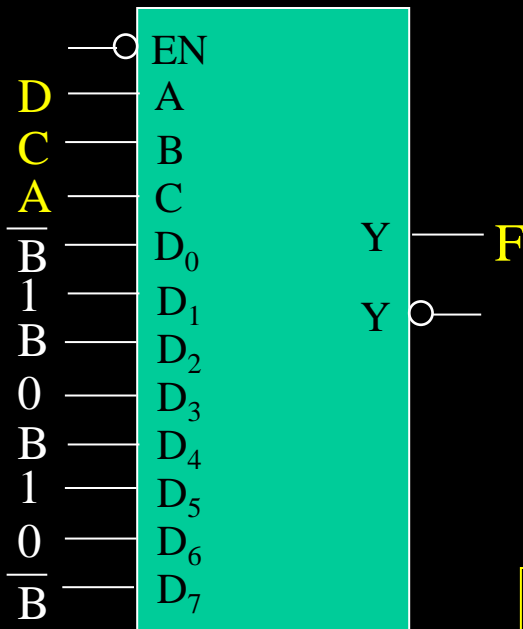 EN
D A
C B
A C
B̅ D₀ Y F
1 D₁ Y
B D₂
0 D₃
B D₄
1 D₅
0 D₆
B̅ D₇